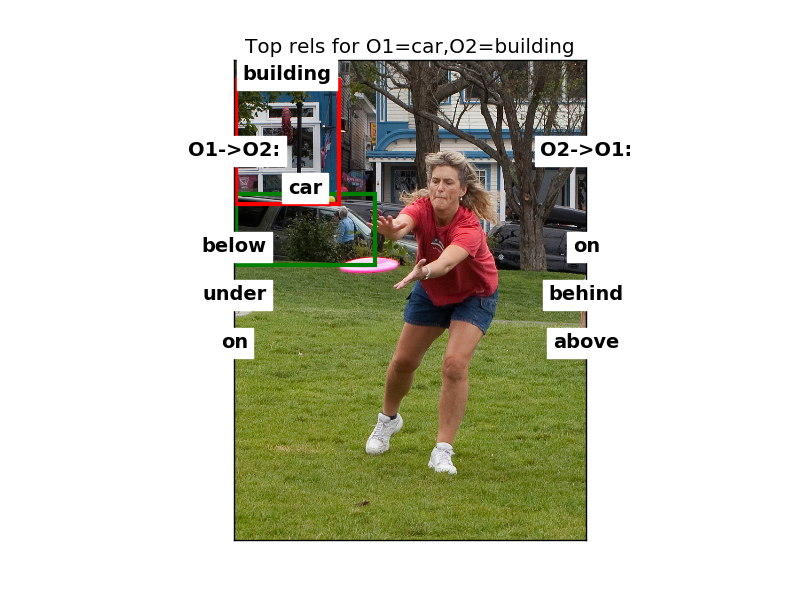 Top rels for O1=car,O2=building
building
O1->O2:
O2->O1:
car
below
on
under
behind
on
above